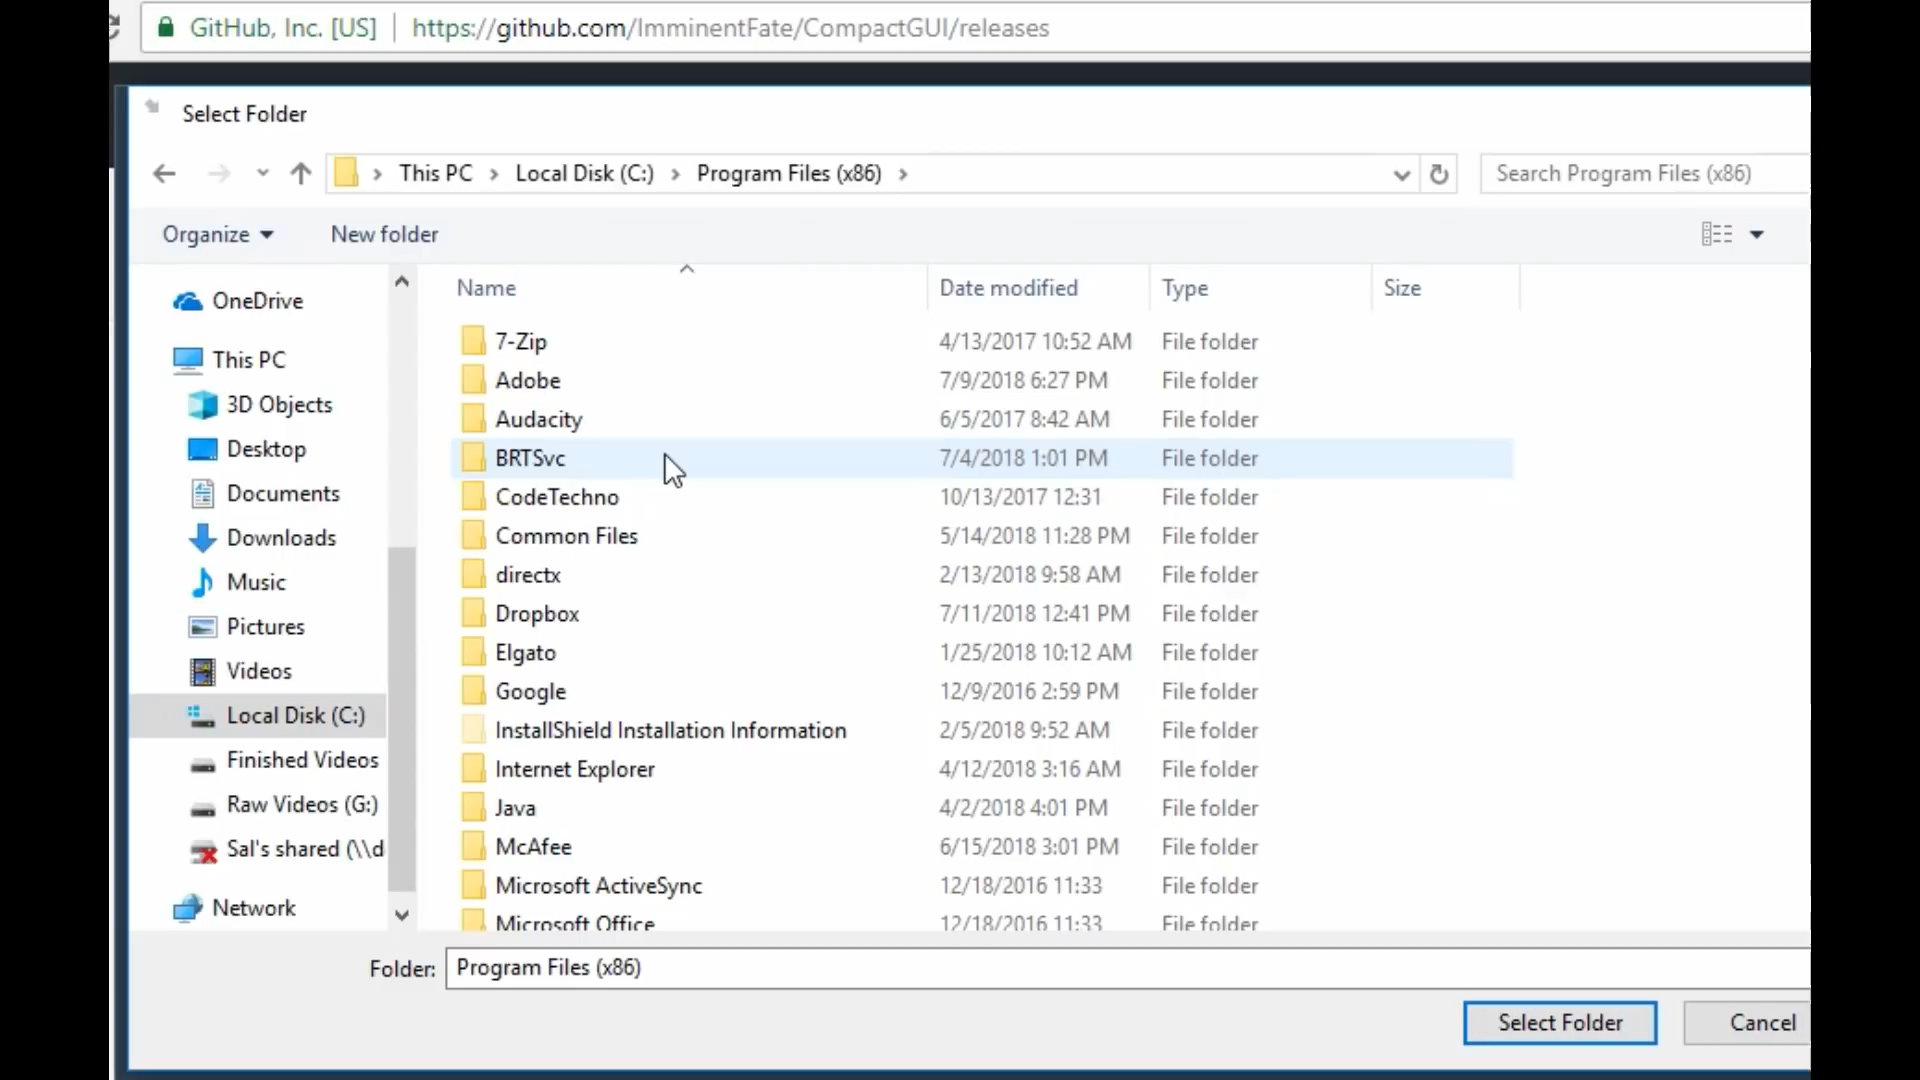 GitHub, Inc. [US] https://github.com/ImminentFate/CompactGUI/releases
Select Folder
This PC Local Disk (C:) Program Files (x86) Search Program Files (x86)
Organize New folder
Name Date modified Type Size
OneDrive
This PC
3D Objects
Desktop
Documents
Downloads
Music
Pictures
Videos
Local Disk (C:)
Finished Videos
Raw Videos (G:)
Sal's shared (\\d
Network
7-Zip 4/13/2017 10:52 AM File folder
Adobe 7/9/2018 6:27 PM File folder
Audacity 6/5/2017 8:42 AM File folder
BRTSvc 7/4/2018 1:01 PM File folder
CodeTechno 10/13/2017 12:31 File folder
Common Files 5/14/2018 11:28 PM File folder
directx 2/13/2018 9:58 AM File folder
Dropbox 7/11/2018 12:41 PM File folder
Elgato 1/25/2018 10:12 AM File folder
Google 12/9/2016 2:59 PM File folder
InstallShield Installation Information 2/5/2018 9:52 AM File folder
Internet Explorer 4/12/2018 3:16 AM File folder
Java 4/2/2018 4:01 PM File folder
McAfee 6/15/2018 3:01 PM File folder
Microsoft ActiveSync 12/18/2016 11:33 File folder
Microsoft Office 12/18/2016 11:33 File folder
Folder: Program Files (x86)
Select Folder Cancel